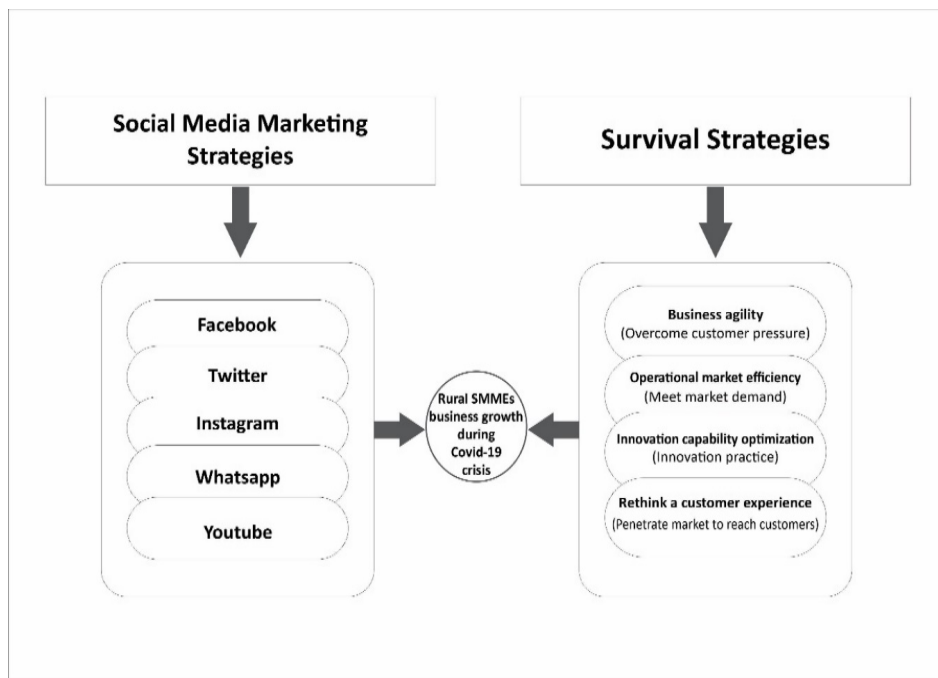 Social Media Marketing
Strategies
Survival Strategies
Facebook
Twitter
Instagram
Whatsapp
Youtube
Rural SMMEs
business growth
during
Covid-19
crisis
Business agility
(Overcome customer pressure)
Operational market efficiency
(Meet market demand)
Innovation capability optimization
(Innovation practice)
Rethink a customer experience
(Penetrate market to reach customers)